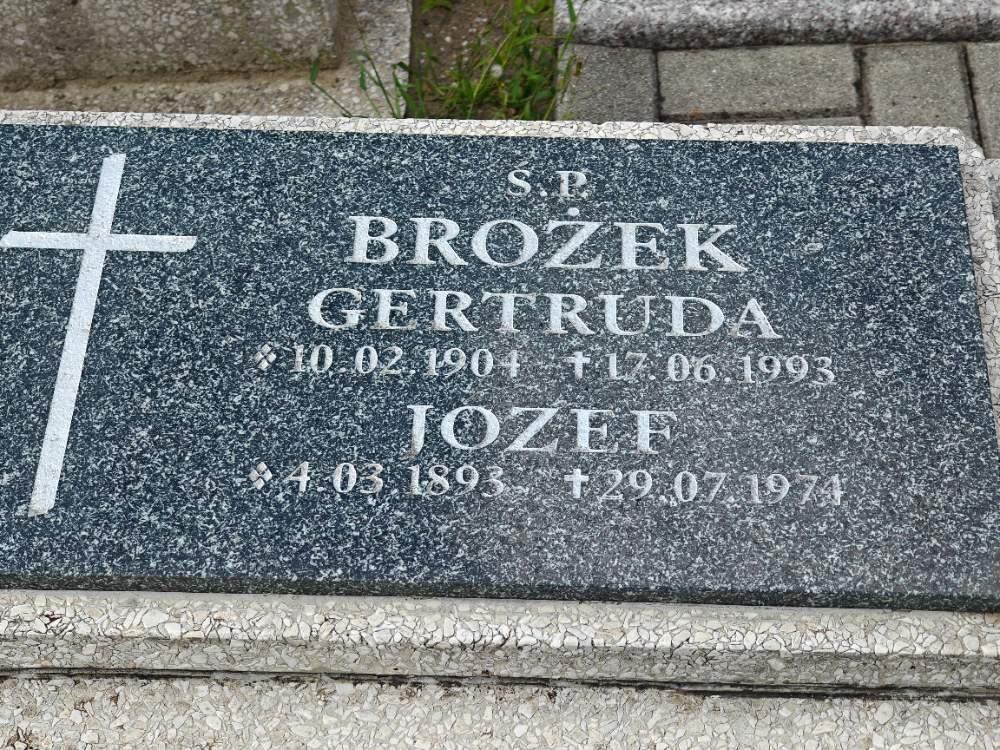 Ś.P.
BROŻEK
GERTRUDA
10.02.1904 17.06.1993
JOZEF
4.03.1893 29.07.1974